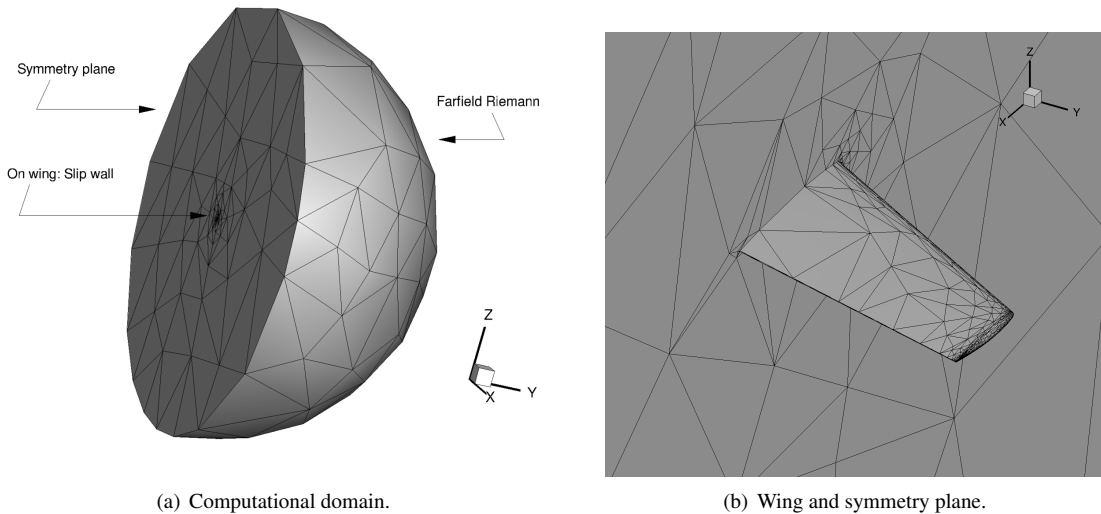 Symmetry plane
Farfield Riemann
On wing: Slip wall
Z
Y
X
Z
Y
X
(a) Computational domain.
(b) Wing and symmetry plane.